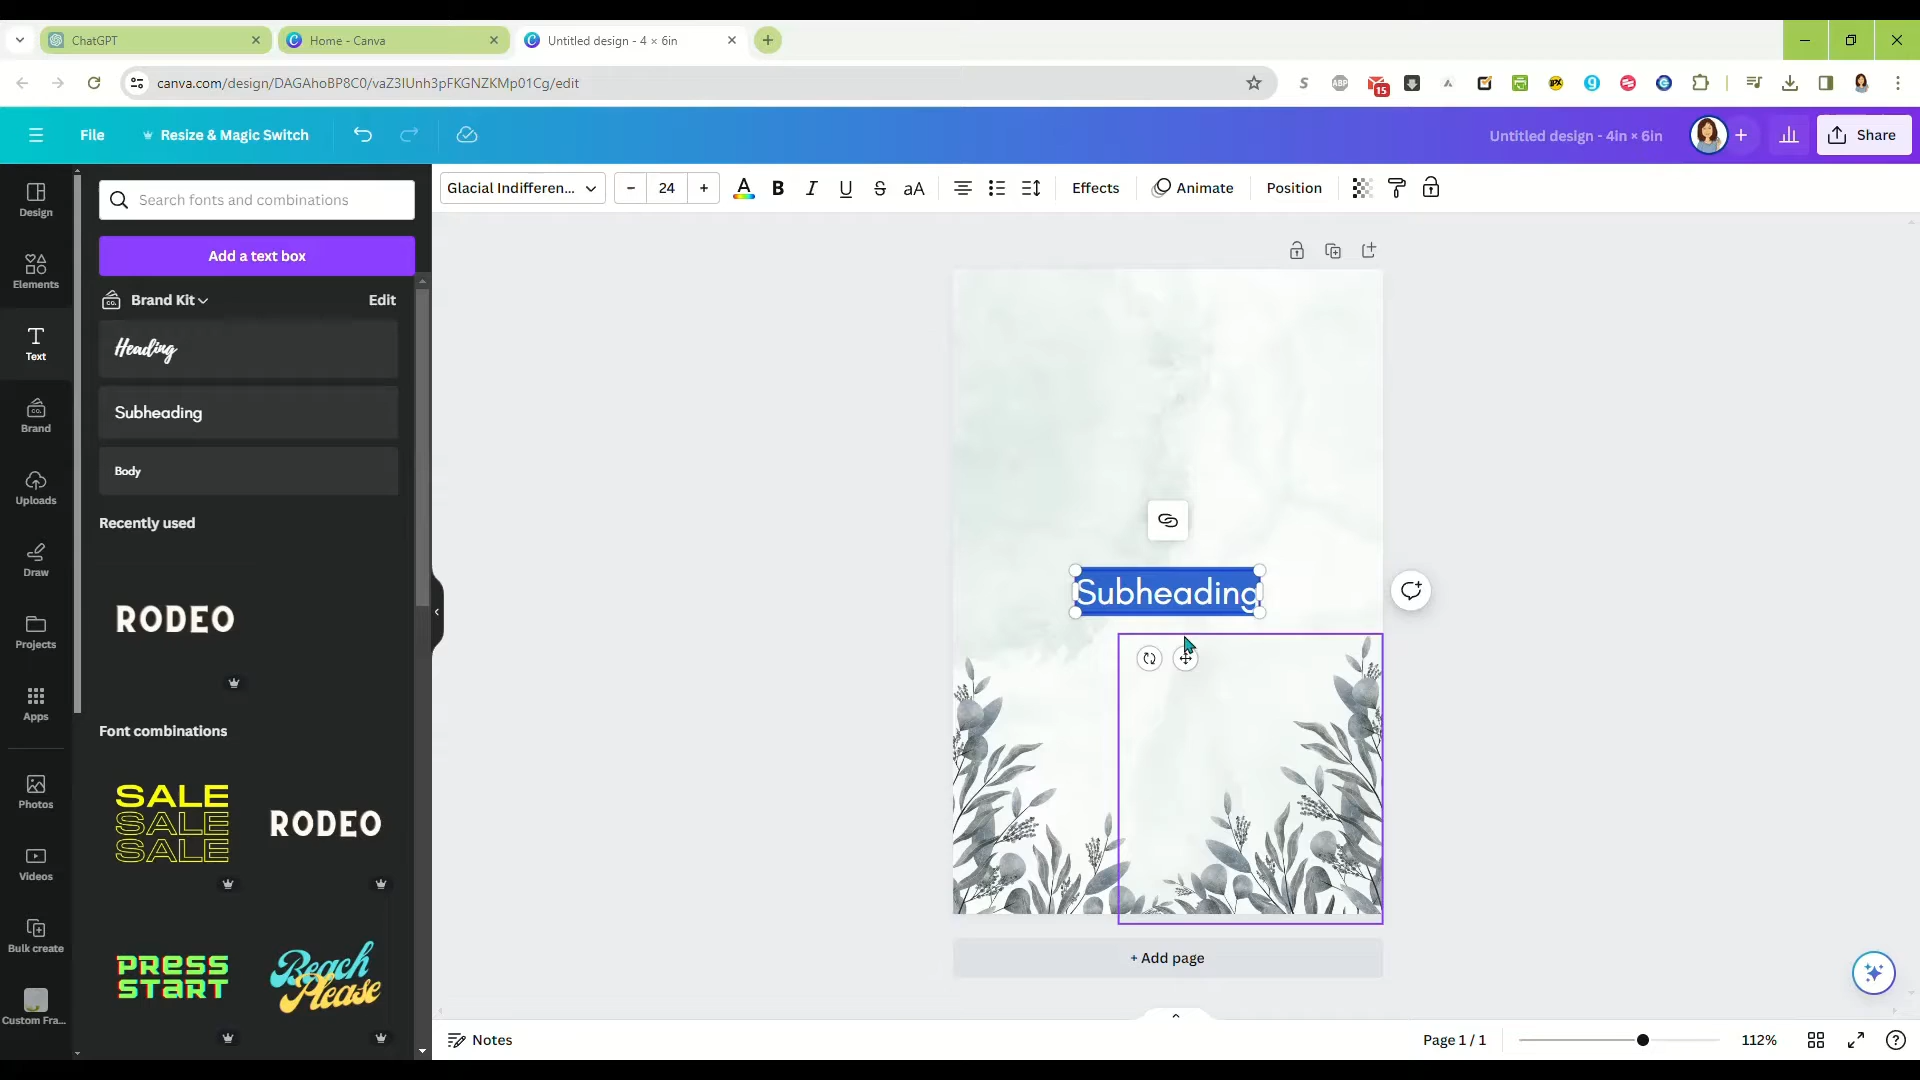 ChatGPT
Home - Canva
Untitled design - 4 × 6in
canva.com/design/DAGAhoBP8C0/vaZ3IUnh3pFKGNZKMp01Cg/edit
ABP
15
File
Resize & Magic Switch
Untitled design - 4in × 6in
Share
Glacial Indifferen...
24
B
I
U
S
aA
Effects
Animate
Position
Search fonts and combinations
Add a text box
Brand Kit
Edit
Heading
Subheading
Body
Recently used
RODEO
Font combinations
SALE
SALE
SALE
RODEO
PRESS
START
Beach
Please
Design
Elements
Text
Brand
Uploads
Draw
Projects
Apps
Photos
Videos
Bulk create
Custom Fra...
Subheading
+ Add page
Notes
Page 1 / 1
112%